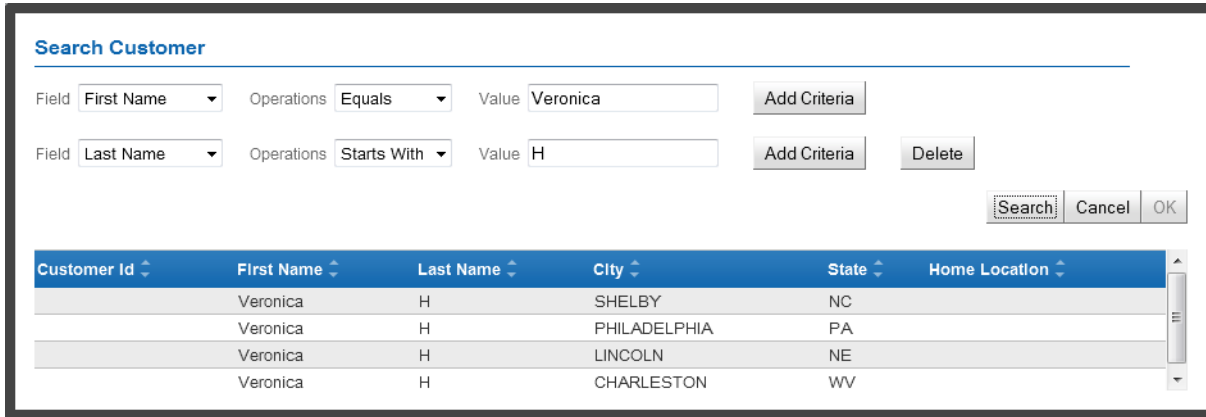 Search Customer
Field First Name Operations Equals Value Veronica Add Criteria
Field Last Name Operations Starts With Value H Add Criteria Delete
Search Cancel OK
Customer Id First Name Last Name City State Home Location
Veronica H SHELBY NC
Veronica H PHILADELPHIA PA
Veronica H LINCOLN NE
Veronica H CHARLESTON WV